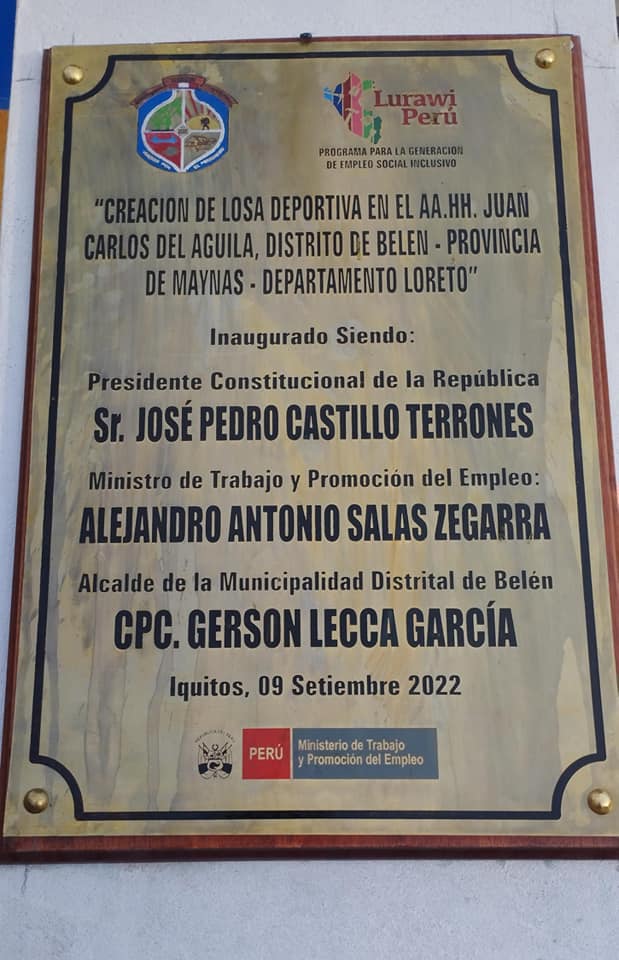 Lurawi
Perú
PROGRAMA PARA LA GENERACIÓN
DE EMPLEO SOCIAL INCLUSIVO
“CREACION DE LOSA DEPORTIVA EN EL AA.HH. JUAN
CARLOS DEL AGUILA, DISTRITO DE BELEN - PROVINCIA
DE MAYNAS - DEPARTAMENTO LORETO”
Inaugurado Siendo:
Presidente Constitucional de la República
Sr. JOSÉ PEDRO CASTILLO TERRONES
Ministro de Trabajo y Promoción del Empleo:
ALEJANDRO ANTONIO SALAS ZEGARRA
Alcalde de la Municipalidad Distrital de Belén
CPC. GERSON LECCA GARCÍA
Iquitos, 09 Setiembre 2022
PERÚ
Ministerio de Trabajo
y Promoción del Empleo